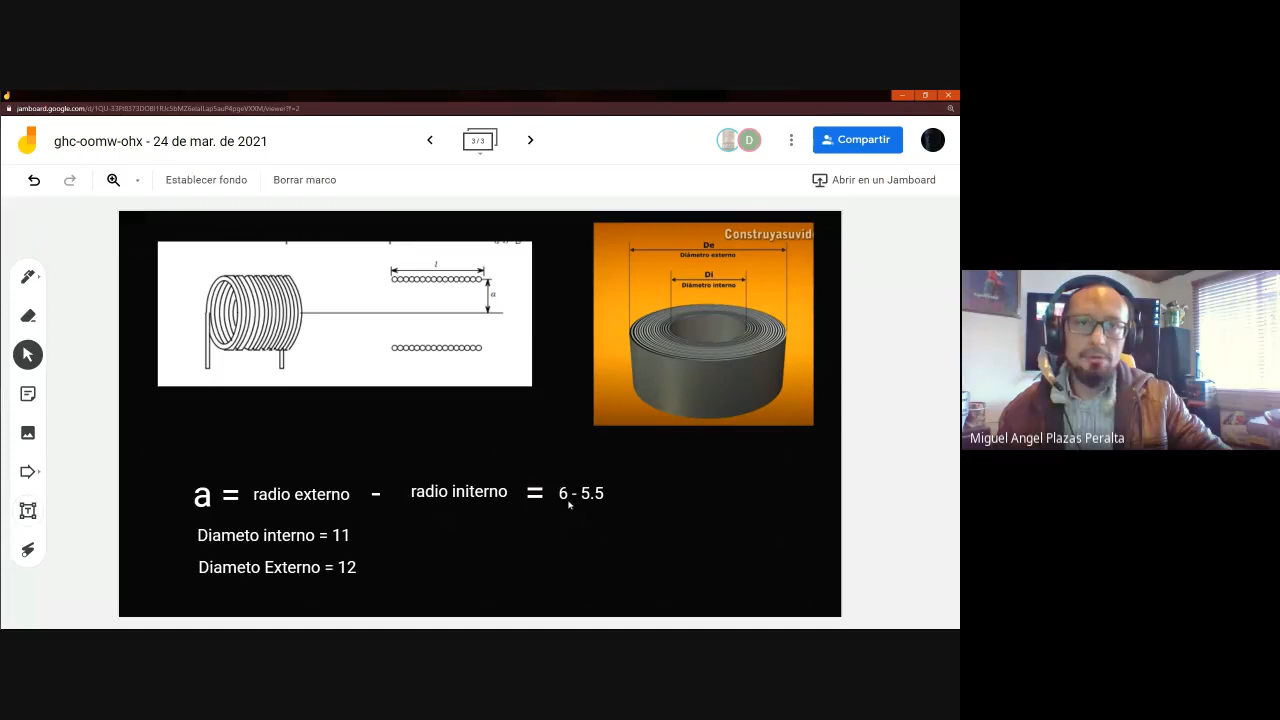 ghc-oomw-ohx - 24 de mar. de 2021
3 / 3
D
Compartir
Establecer fondo
Borrar marco
Abrir en un Jamboard
l
a
Construyasuvid
De
Diámetro externo
Di
Diámetro interno
a = radio externo - radio initerno = 6 - 5.5
Diameto interno = 11
Diameto Externo = 12
Miguel Angel Plazas Peralta